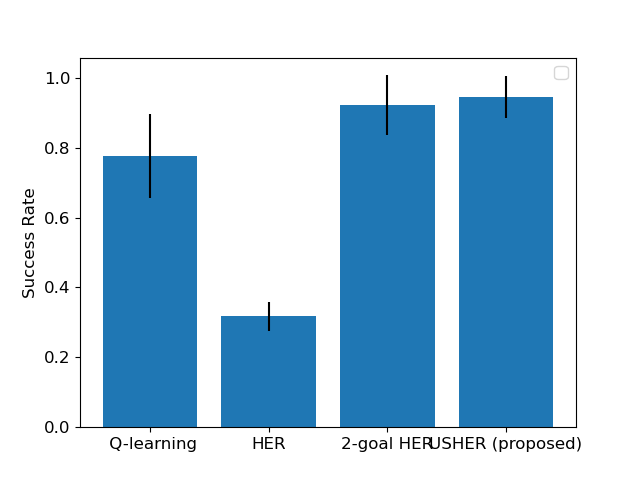 1.0
0.8
0.6
0.4
0.2
0.0
Success Rate
Q-learning
HER
2-goal HER
USHER (proposed)